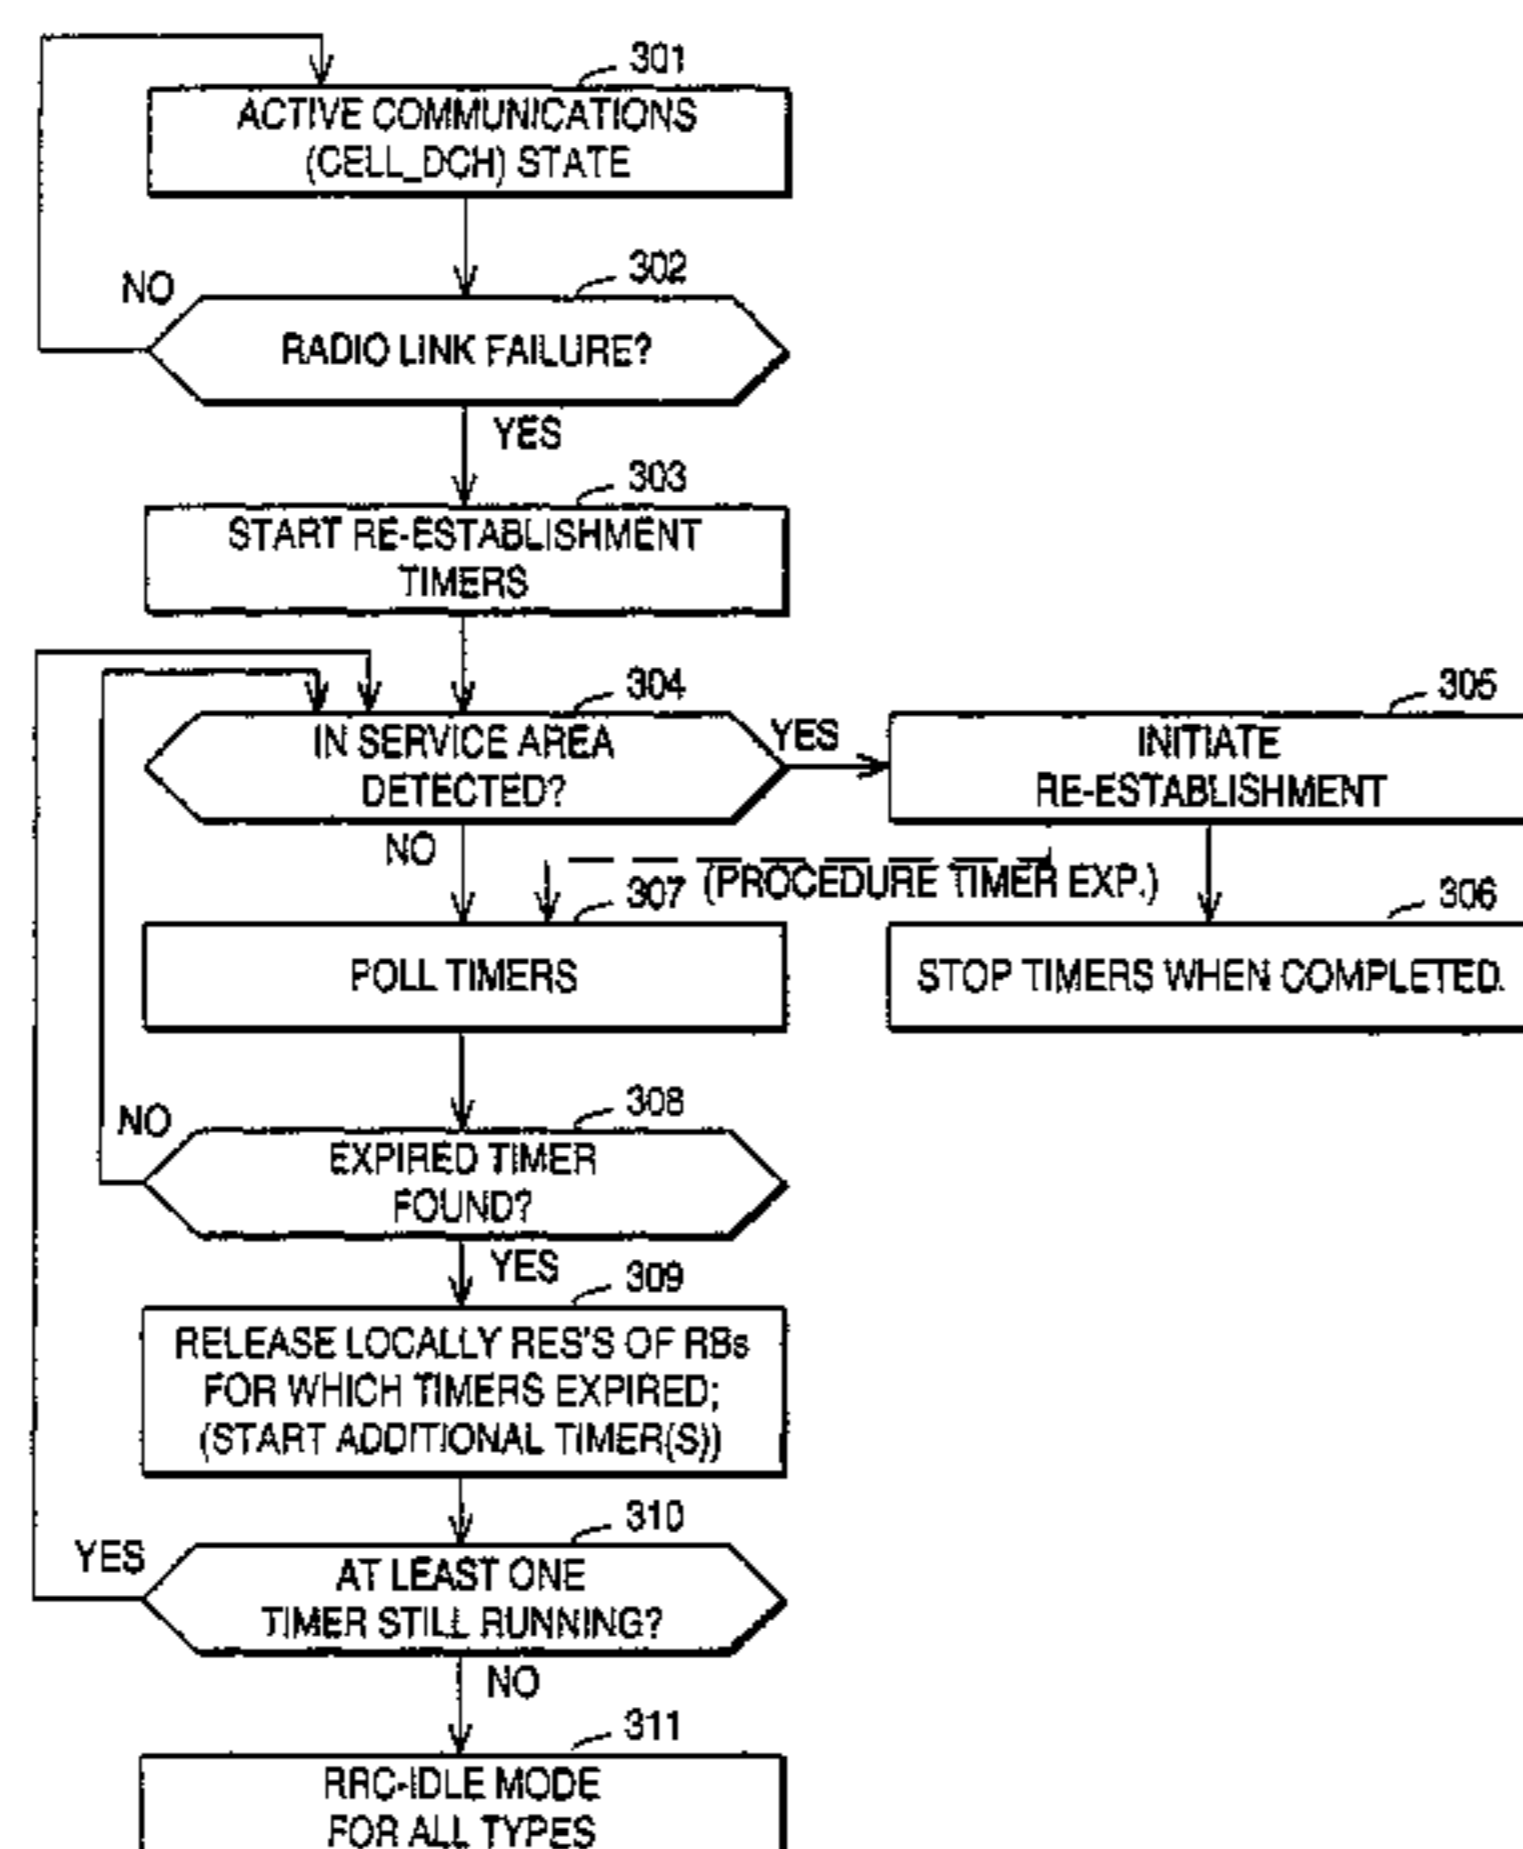 301
ACTIVE COMMUNICATIONS
(CELL_DCH) STATE
302
NO
RADIO LINK FAILURE?
YES
303
START RE-ESTABLISHMENT
TIMERS
304
IN SERVICE AREA
DETECTED?
YES
305
INITIATE
RE-ESTABLISHMENT
NO
(PROCEDURE TIMER EXP.)
307
POLL TIMERS
306
STOP TIMERS WHEN COMPLETED.
308
NO
EXPIRED TIMER
FOUND?
YES
309
RELEASE LOCALLY RES'S OF RBs
FOR WHICH TIMERS EXPIRED;
(START ADDITIONAL TIMER(S))
310
YES
AT LEAST ONE
TIMER STILL RUNNING?
NO
311
RRC-IDLE MODE
FOR ALL TYPES